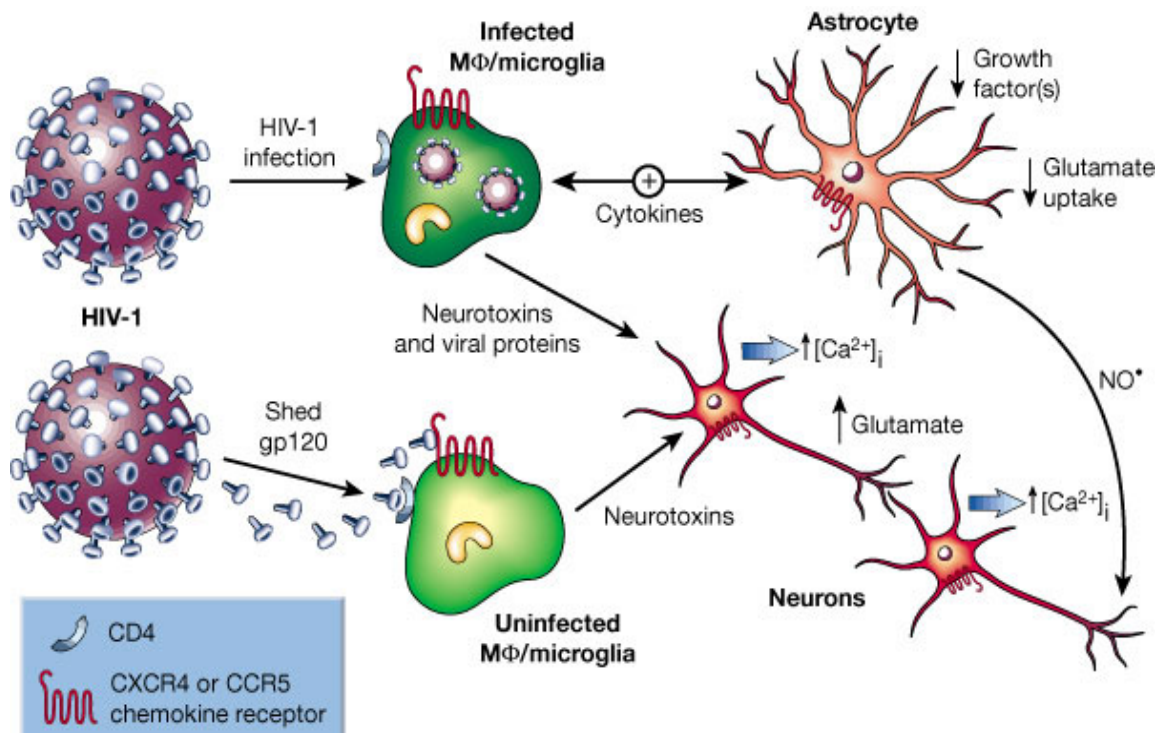 Infected
MΦ/microglia
Astrocyte
Growth
factor(s)
HIV-1
infection
+
Cytokines
Glutamate
uptake
HIV-1
Neurotoxins
and viral proteins
↑[Ca²⁺]ᵢ
NO•
Shed
gp120
Glutamate
Neurotoxins
↑[Ca²⁺]ᵢ
Neurons
Uninfected
MΦ/microglia
CD4
CXCR4 or CCR5
chemokine receptor